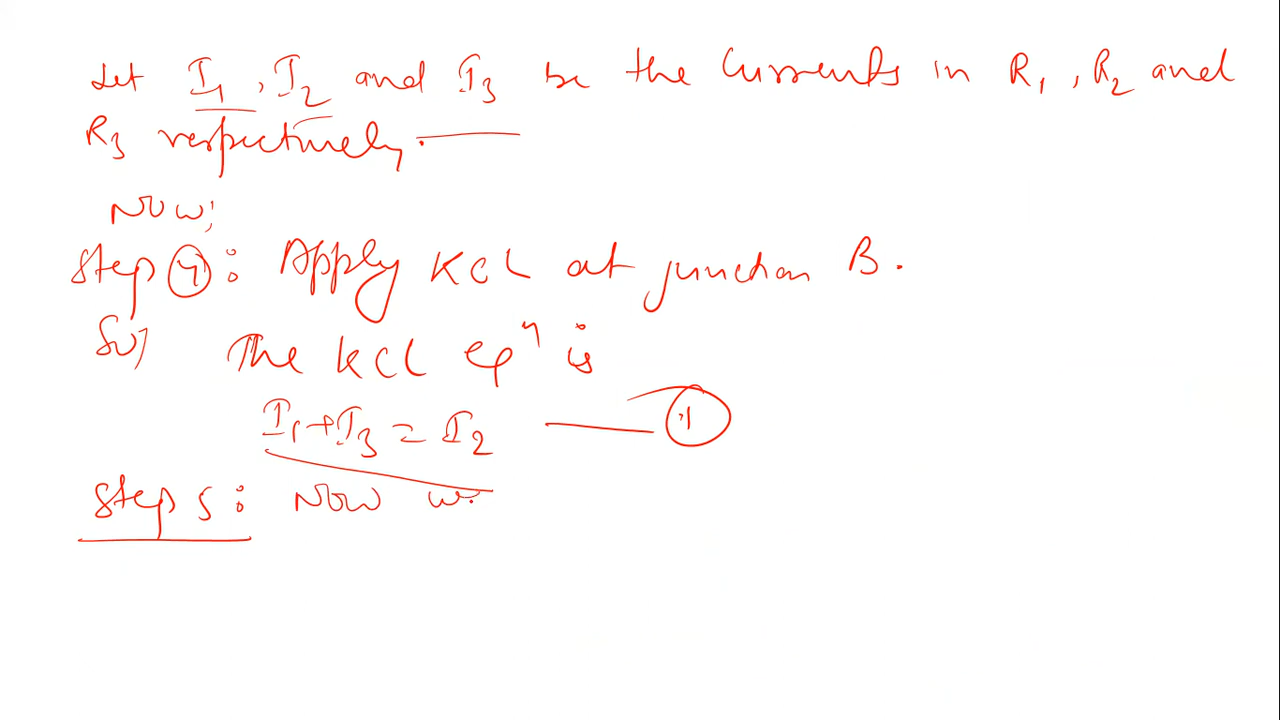 Let I1, I2 and I3 be the currents in R1, R2 and
R3 respectively.
Now;
Step 4: Apply KCL at junction B.
So, The KCL eqn is
I1+I3 = I2 — 1
Step 5: Now w